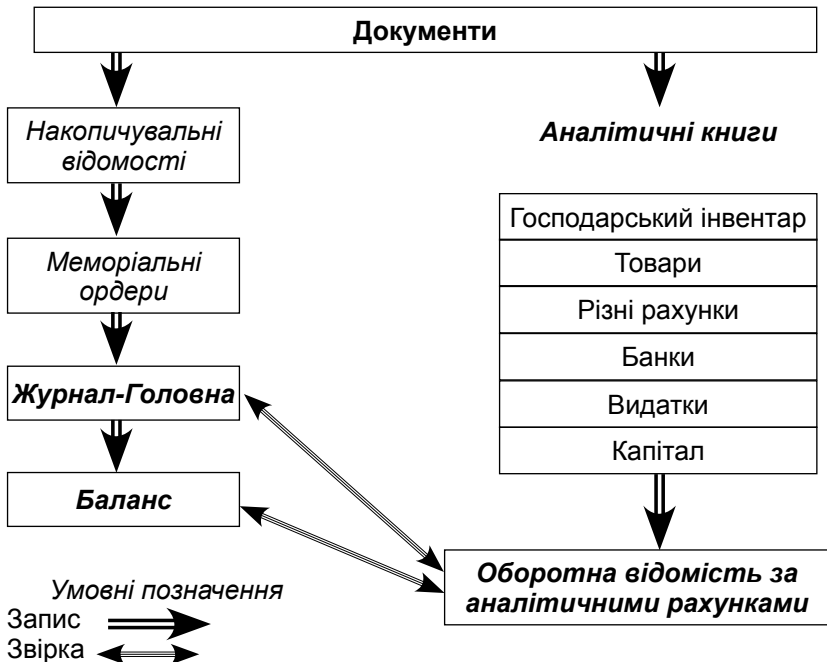 Документи
Накопичувальні
відомості
Меморіальні
ордери
Журнал-Головна
Баланс
Аналітичні книги
Господарський інвентар
Товари
Різні рахунки
Банки
Видатки
Капітал
Оборотна відомість за
аналітичними рахунками
Умовні позначення
Запис
Звірка